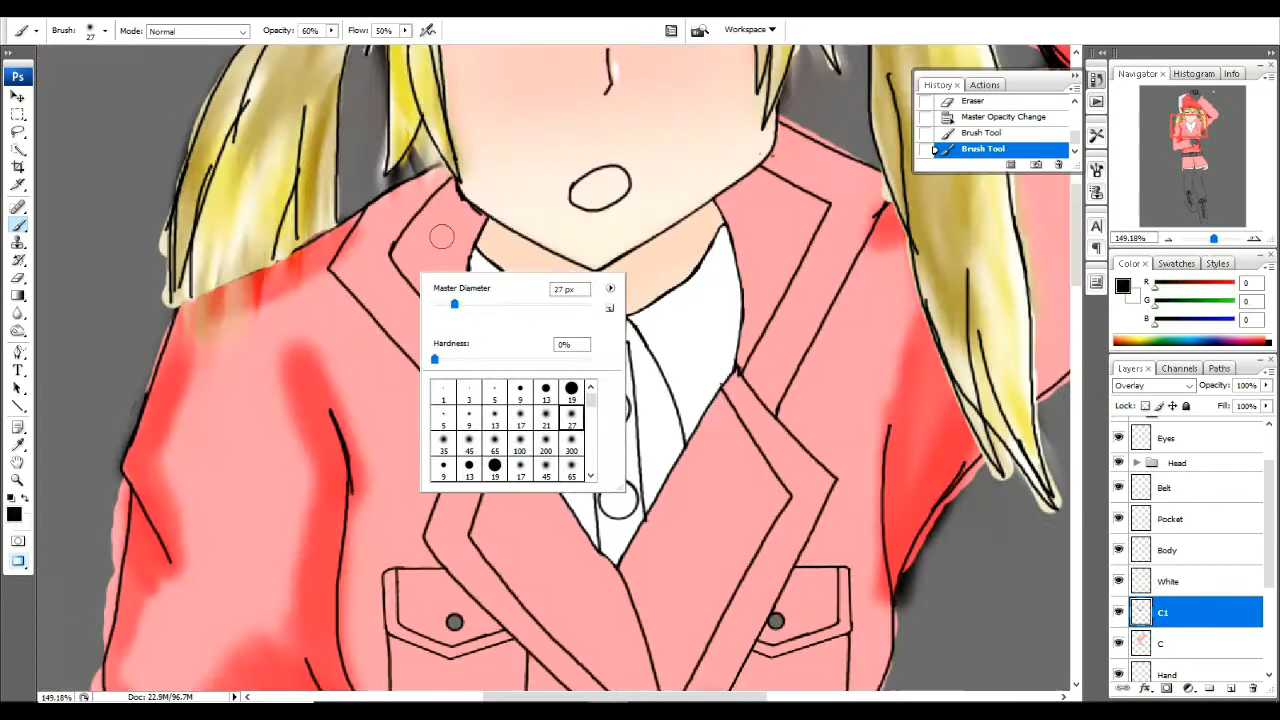 Brush: 27 Mode: Normal Opacity: 60% Flow: 50% Workspace
Ps
History Actions
Eraser
Master Opacity Change
Brush Tool
Brush Tool
Navigator Histogram Info
149.18%
Color Swatches Styles
R 0
G 0
B 0
Layers Channels Paths
Overlay Opacity: 100%
Lock: Fill: 100%
Eyes
Head
Belt
Pocket
Body
White
C1
C
Hand
Master Diameter 27 px
Hardness: 0%
1 3 5 9 13 19
5 9 13 17 21 27
35 45 65 100 200 300
9 13 19 17 45 65
149.18% Doc: 22.9M/96.7M